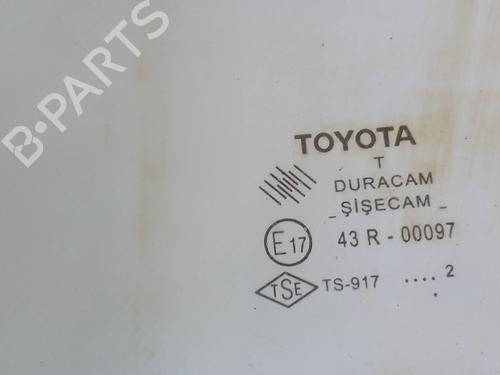 B-PARTS
TOYOTA
T
DURACAM
_ŞİŞECAM_
E17 43 R - 00097
TSE TS-917 .... 2
.